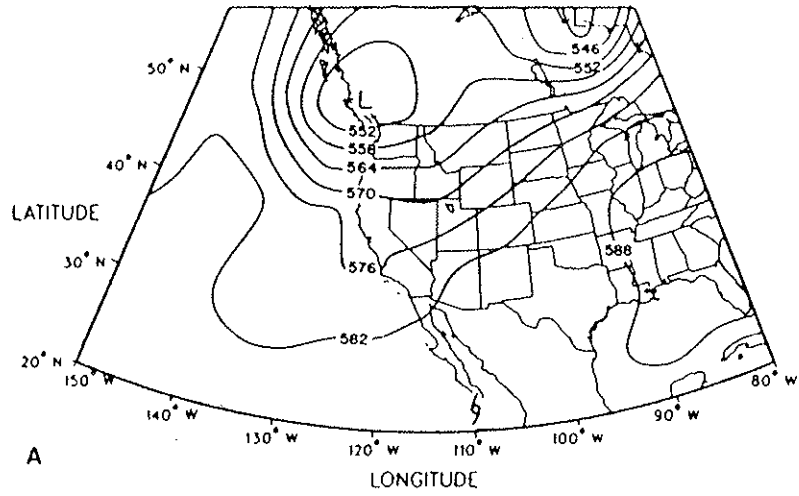 L
546
552
50° N
L
552
558
564
40° N
570
LATITUDE
588
30° N
576
582
20° N
150° W
80° W
140° W
90° W
130° W
100° W
120° W
110° W
A
LONGITUDE